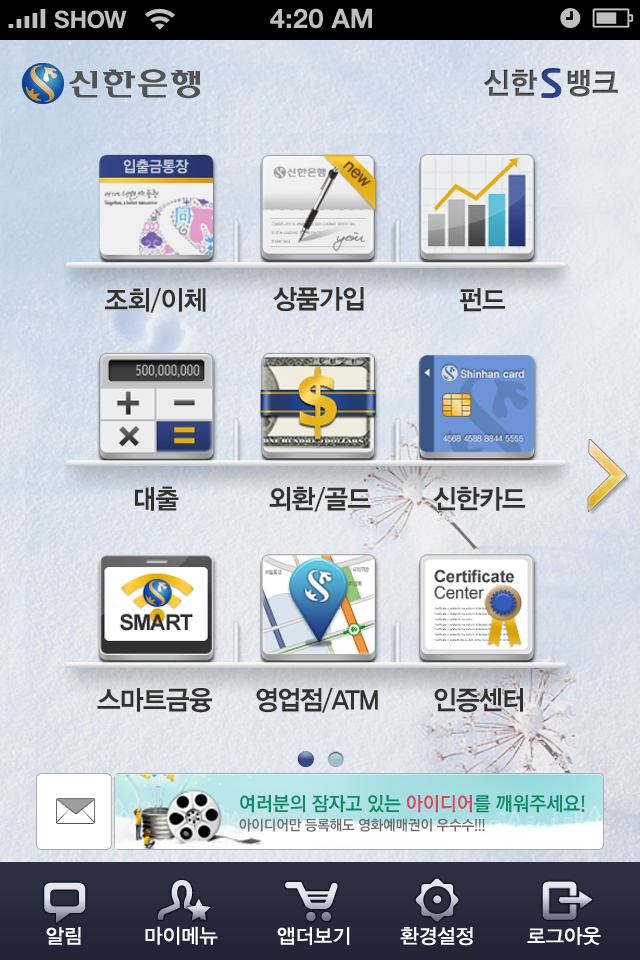 SHOW 4:20 AM
신한은행 신한S뱅크
입출금통장
Together, a better tomorrow
신한은행
new
you
조회/이체 상품가입 펀드
500,000,000
+ −
× =
$
Shinhan card
4568 4588 8844 5555
대출 외환/골드 신한카드
SMART
Certificate
Center
스마트금융 영업점/ATM 인증센터
여러분의 잠자고 있는 아이디어를 깨워주세요!
아이디어만 등록해도 영화예매권이 우수수!!!
알림 마이메뉴 앱더보기 환경설정 로그아웃